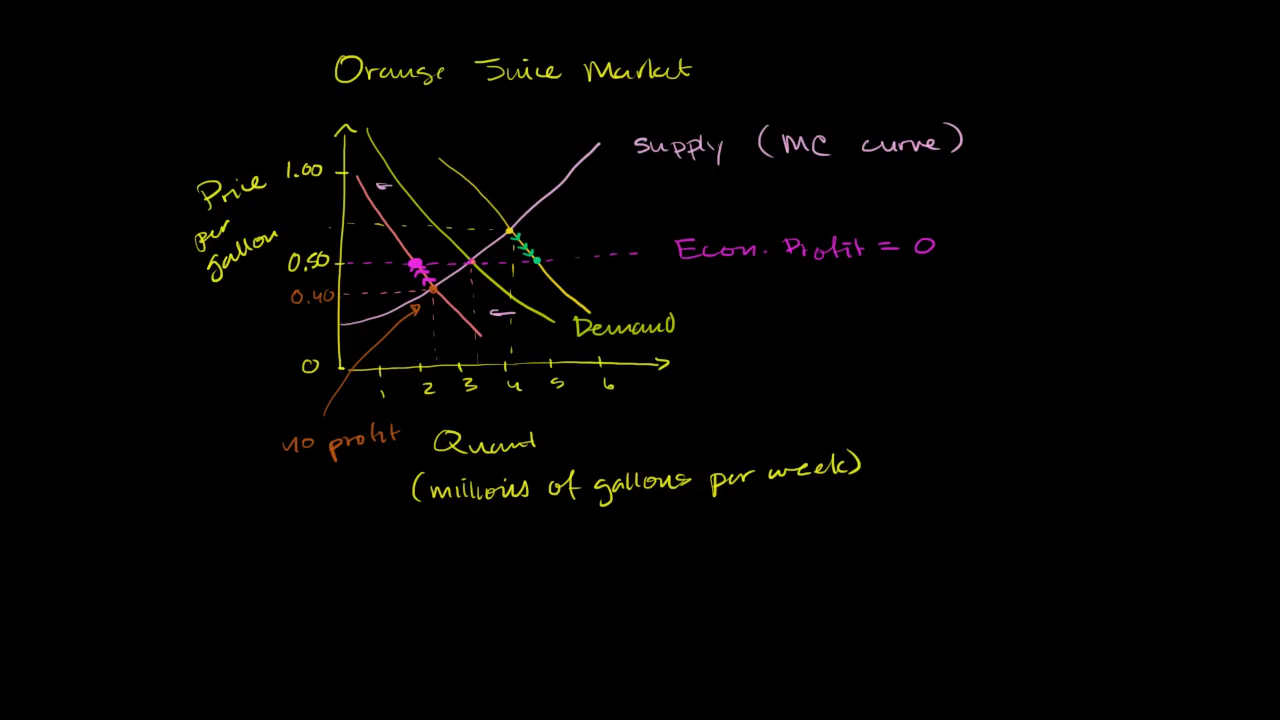 Orange Juice Market
supply (MC curve)
Price
per
gallon
1.00
0.50
0.40
0
Econ. Profit = 0
Demand
1 2 3 4 5 6
no profit
Quant
(millions of gallons per week)